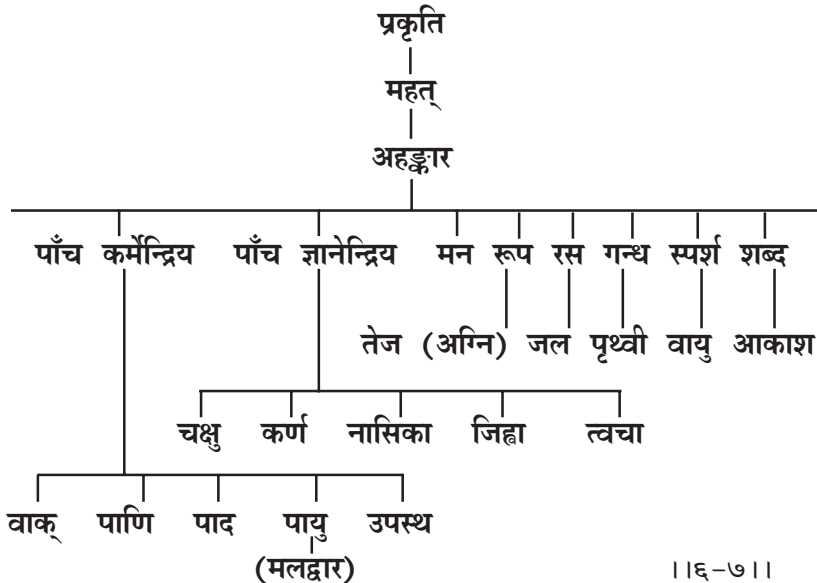 प्रकृति
महत्
अहङ्कार
पाँच कर्मेन्द्रिय पाँच ज्ञानेन्द्रिय मन रूप रस गन्ध स्पर्श शब्द
तेज (अग्नि) जल पृथ्वी वायु आकाश
चक्षु कर्ण नासिका जिह्वा त्वचा
वाक् पाणि पाद पायु उपस्थ
(मलद्वार)
।।६-७।।